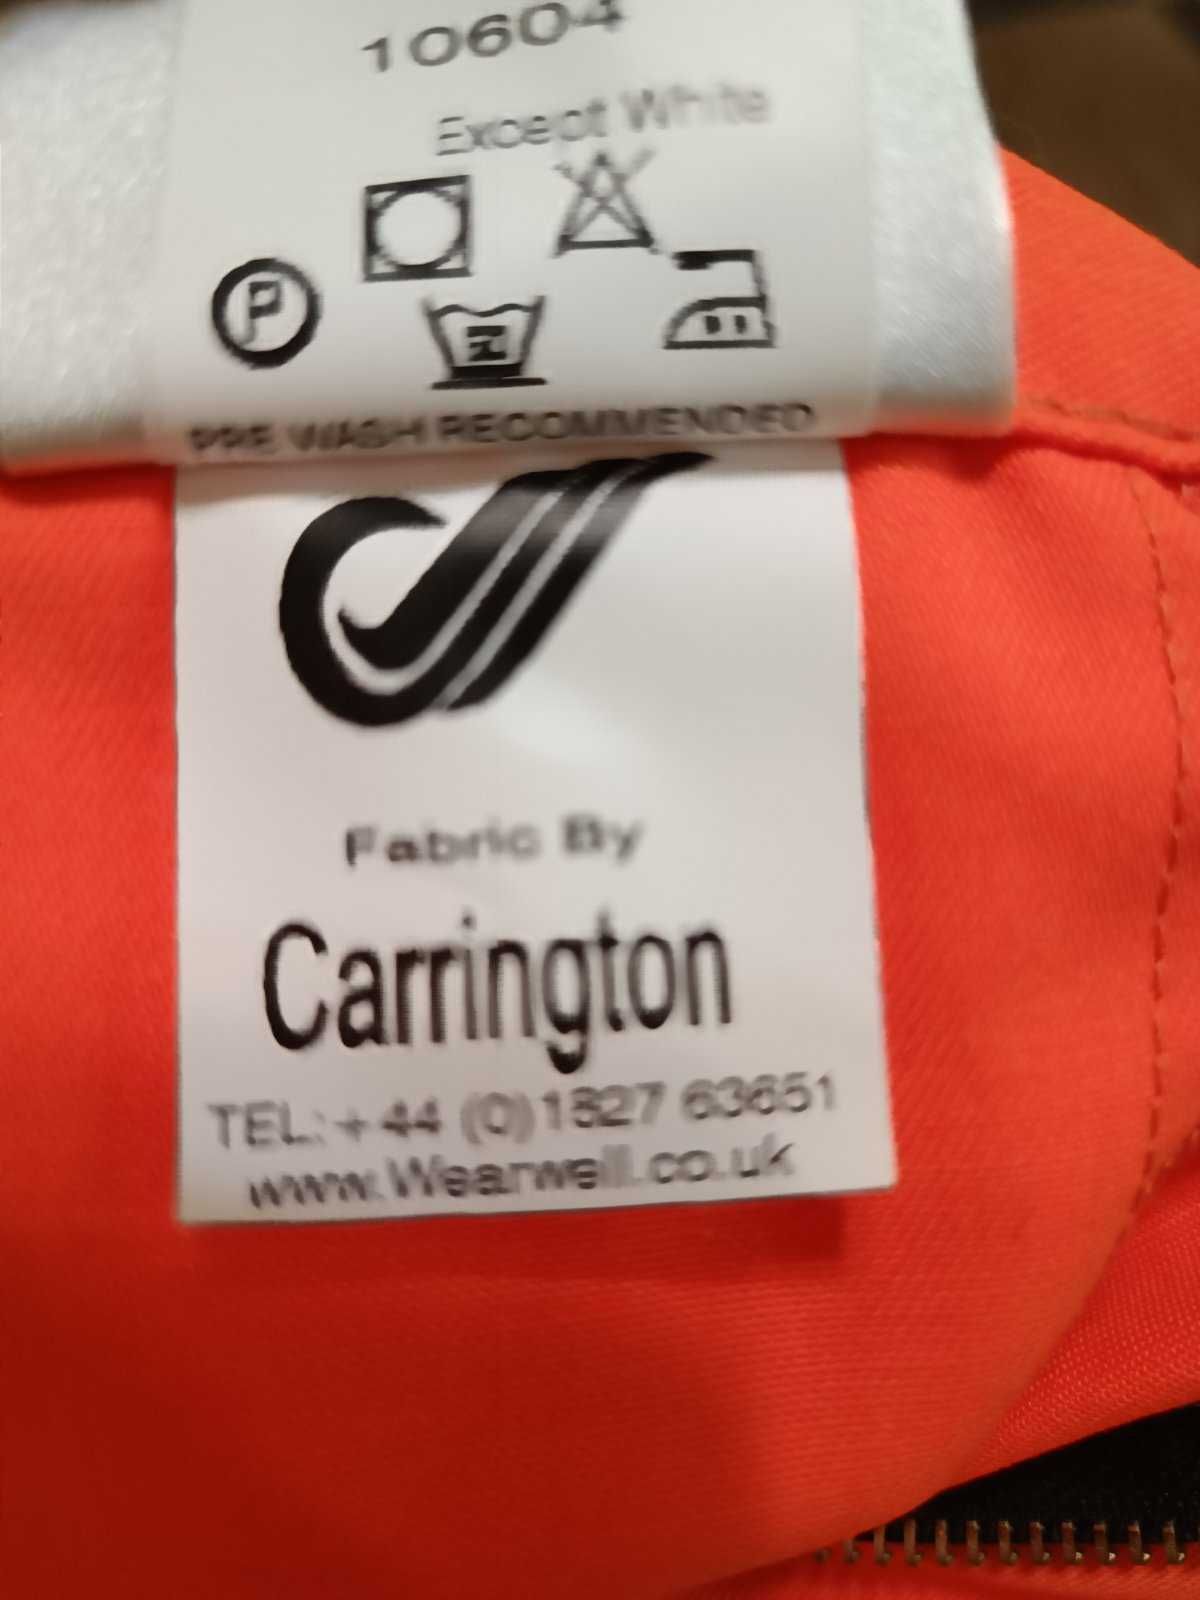 10604
Except White
P
PRE WASH RECOMMENDED
Fabric By
Carrington
TEL.:+44 (0)1827 63651
www.Wearwell.co.uk